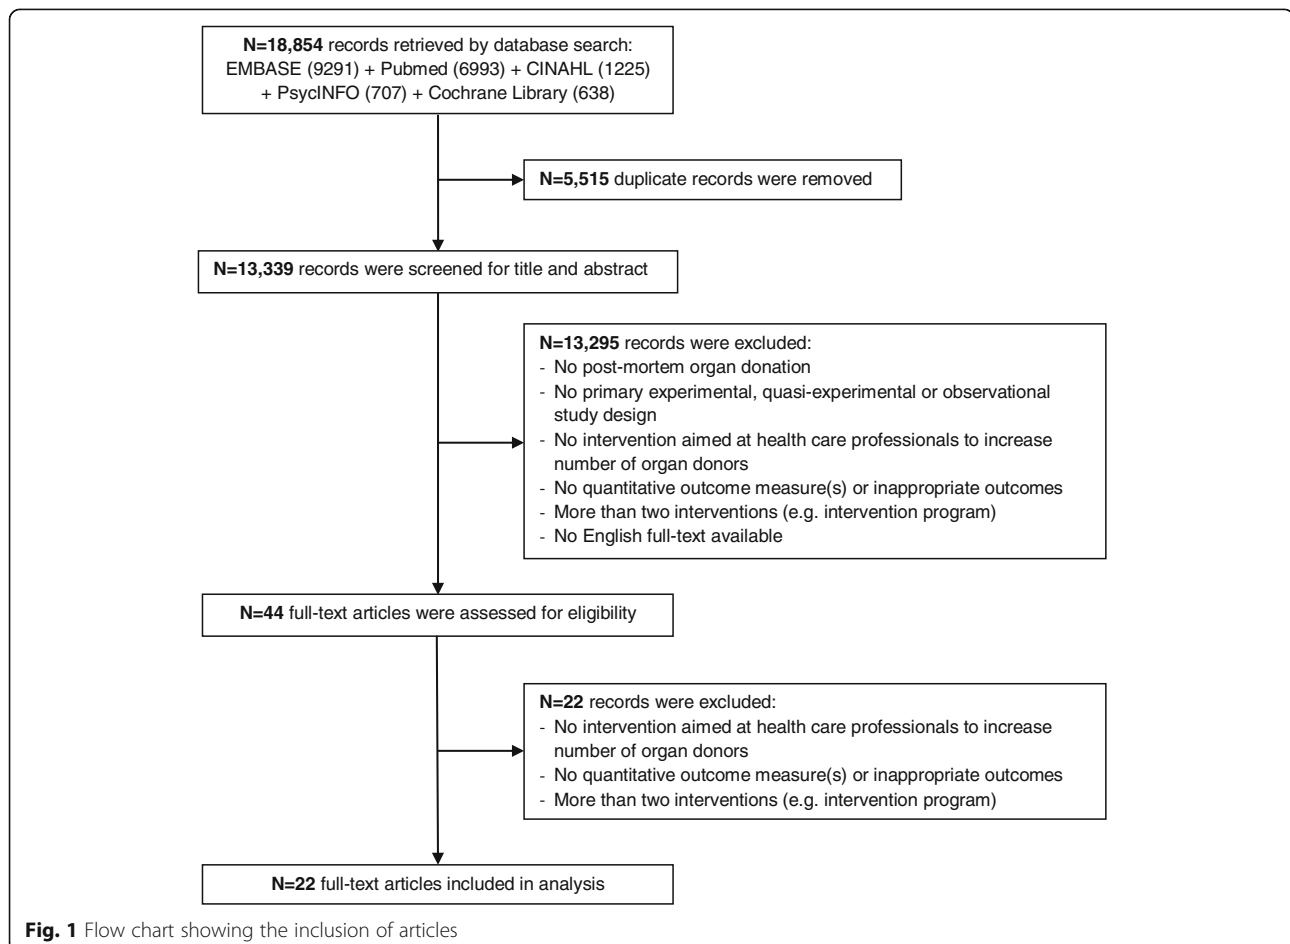 N=18,854 records retrieved by database search:
EMBASE (9291) + Pubmed (6993) + CINAHL (1225)
+ PsycINFO (707) + Cochrane Library (638)
N=5,515 duplicate records were removed
N=13,339 records were screened for title and abstract
N=13,295 records were excluded:
- No post-mortem organ donation
- No primary experimental, quasi-experimental or observational
study design
- No intervention aimed at health care professionals to increase
number of organ donors
- No quantitative outcome measure(s) or inappropriate outcomes
- More than two interventions (e.g. intervention program)
- No English full-text available
N=44 full-text articles were assessed for eligibility
N=22 records were excluded:
- No intervention aimed at health care professionals to increase
number of organ donors
- No quantitative outcome measure(s) or inappropriate outcomes
- More than two interventions (e.g. intervention program)
N=22 full-text articles included in analysis
Fig. 1 Flow chart showing the inclusion of articles